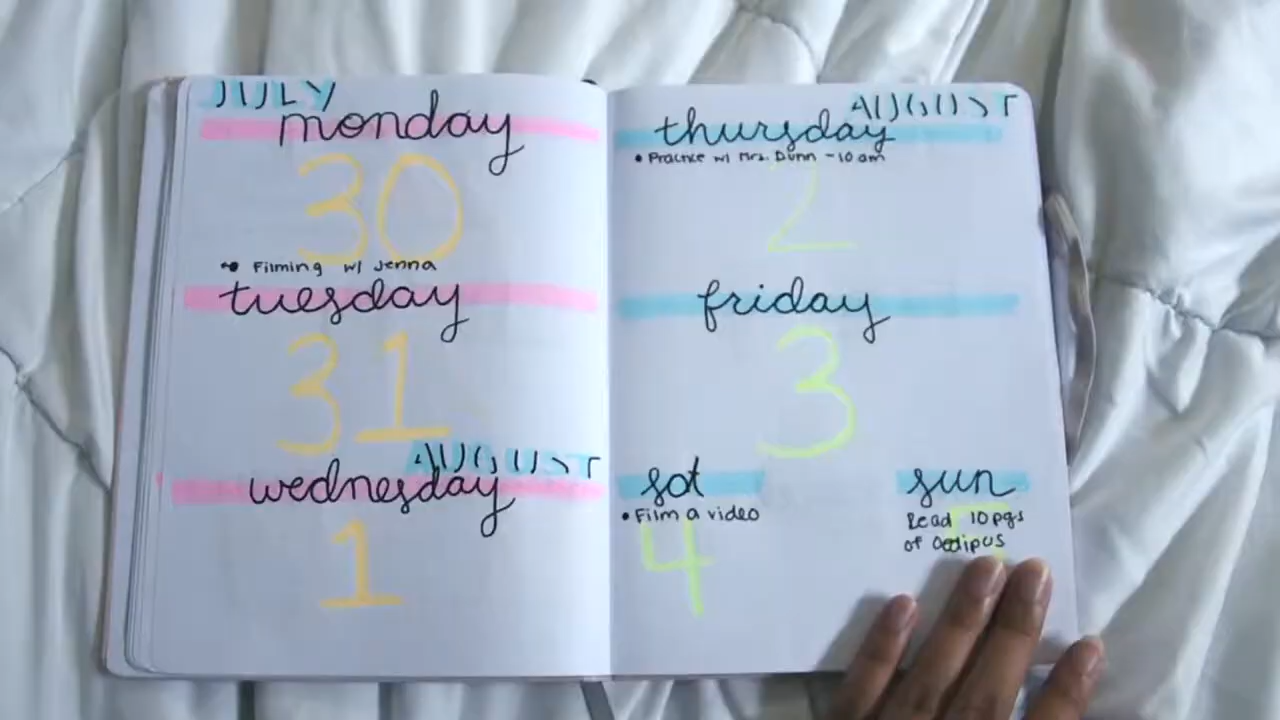 JULY
monday
30
• Filming w/ Jenna
tuesday
31
AUGUST
wednesday
1
AUGUST
thursday
• Practice w/ Mrs. Dunn - 10 am
2
friday
3
sat
• Film a video
4
sun
Read 10 pgs
of Oedipus
5